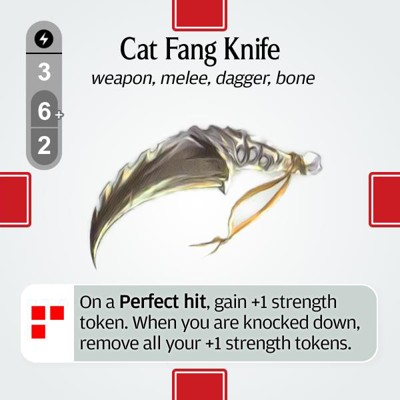 Cat Fang Knife
weapon, melee, dagger, bone
3
6+
2
On a Perfect hit, gain +1 strength
token. When you are knocked down,
remove all your +1 strength tokens.